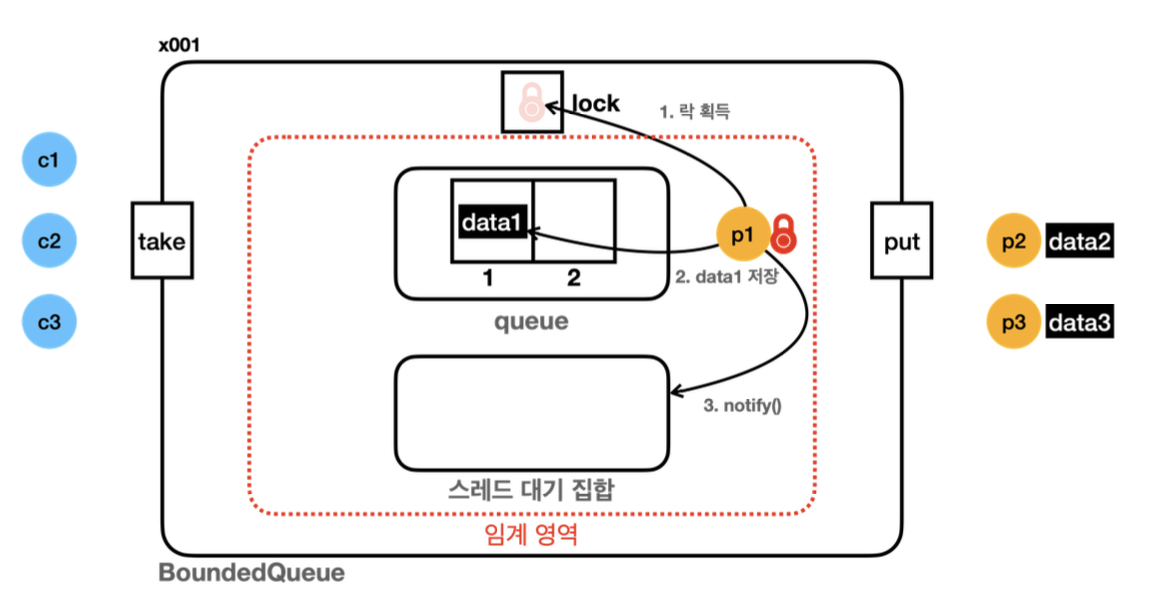 x001
lock
1. 락 획득
c1
c2
c3
take
data1
1
2
queue
p1
2. data1 저장
put
p2
data2
p3
data3
3. notify()
스레드 대기 집합
임계 영역
BoundedQueue